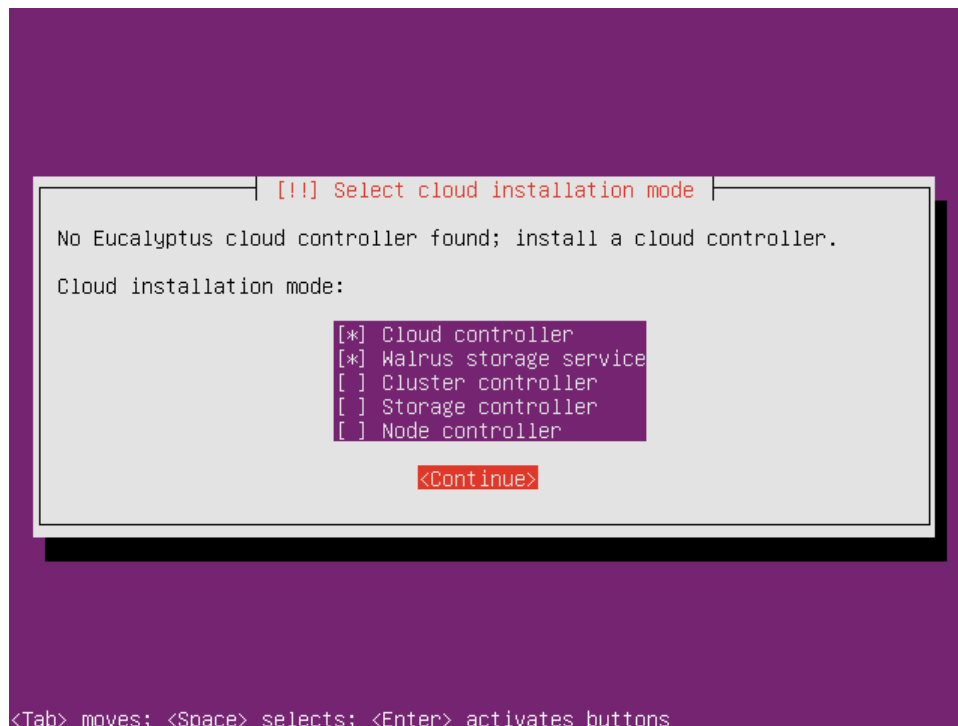 [!!] Select cloud installation mode
No Eucalyptus cloud controller found; install a cloud controller.
Cloud installation mode:
[*] Cloud controller
[*] Walrus storage service
[ ] Cluster controller
[ ] Storage controller
[ ] Node controller
<Continue>
<Tab> moves; <Space> selects; <Enter> activates buttons